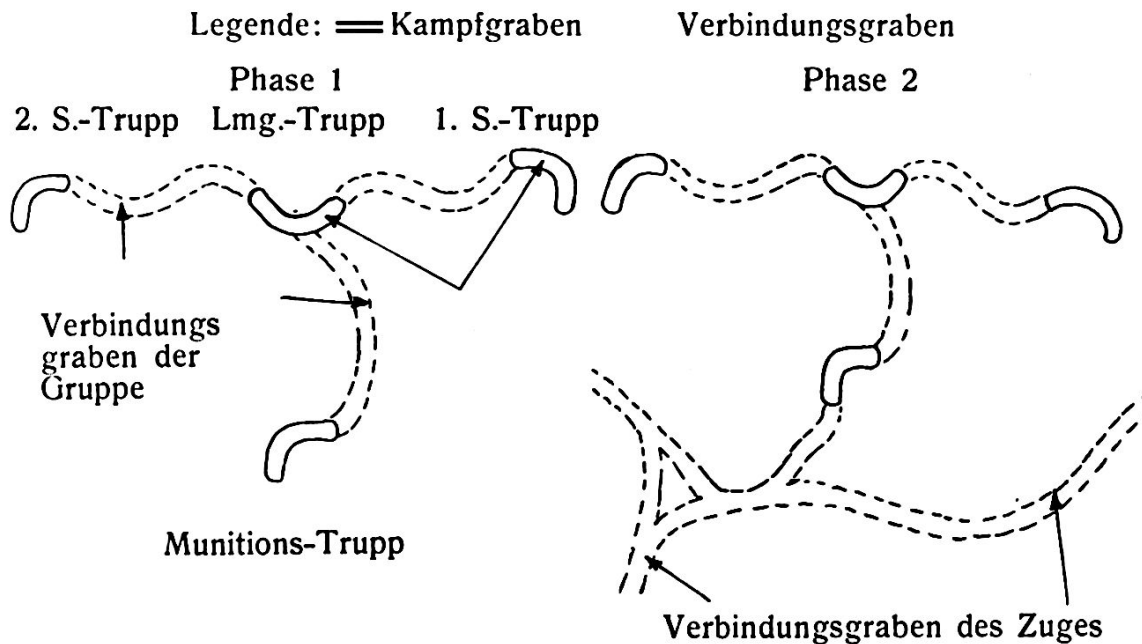 Legende: Kampfgraben Verbindungsgraben
Phase 1
Phase 2
2. S.-Trupp Lmg.-Trupp 1. S.-Trupp
Verbindungs
graben der
Gruppe
Munitions-Trupp
Verbindungsgraben des Zuges